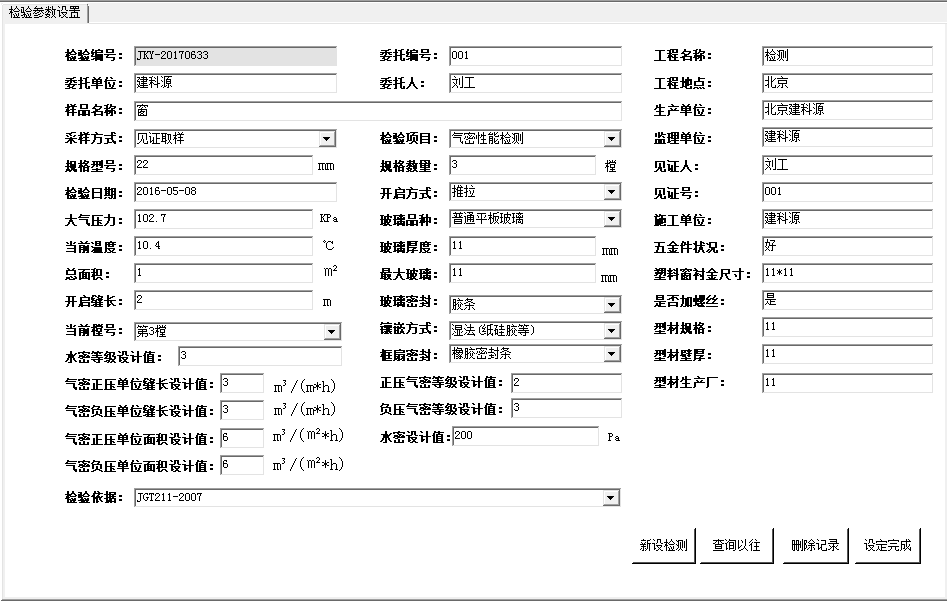 检验参数设置
检验编号： JKY-20170633 委托编号： 001 工程名称： 检测
委托单位： 建科源 委托人： 刘工 工程地点： 北京
样品名称： 窗 生产单位： 北京建科源
采样方式： 见证取样 检验项目： 气密性能检测 监理单位： 建科源
规格型号： 22 mm 规格数量： 3 樘 见证人： 刘工
检验日期： 2016-05-08 开启方式： 推拉 见证号： 001
大气压力： 102.7 KPa 玻璃品种： 普通平板玻璃 施工单位： 建科源
当前温度： 10.4 ℃ 玻璃厚度： 11 mm 五金件状况： 好
总面积： 1 m² 最大玻璃： 11 mm 塑料窗衬金尺寸： 11*11
开启缝长： 2 m 玻璃密封： 胶条 是否加螺丝： 是
当前樘号： 第3樘 镶嵌方式： 湿法(纸硅胶等) 型材规格： 11
水密等级设计值： 3 框扇密封： 橡胶密封条 型材壁厚： 11
气密正压单位缝长设计值： 3 m³/(m*h) 正压气密等级设计值： 2 型材生产厂： 11
气密负压单位缝长设计值： 3 m³/(m*h) 负压气密等级设计值： 3
气密正压单位面积设计值： 6 m³/(m²*h) 水密设计值： 200 Pa
气密负压单位面积设计值： 6 m³/(m²*h)
检验依据： JGT211-2007
新设检测 查询以往 删除记录 设定完成